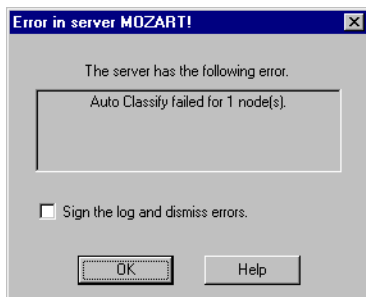 Error in server MOZART!
The server has the following error.
Auto Classify failed for 1 node(s).
Sign the log and dismiss errors.
OK
Help